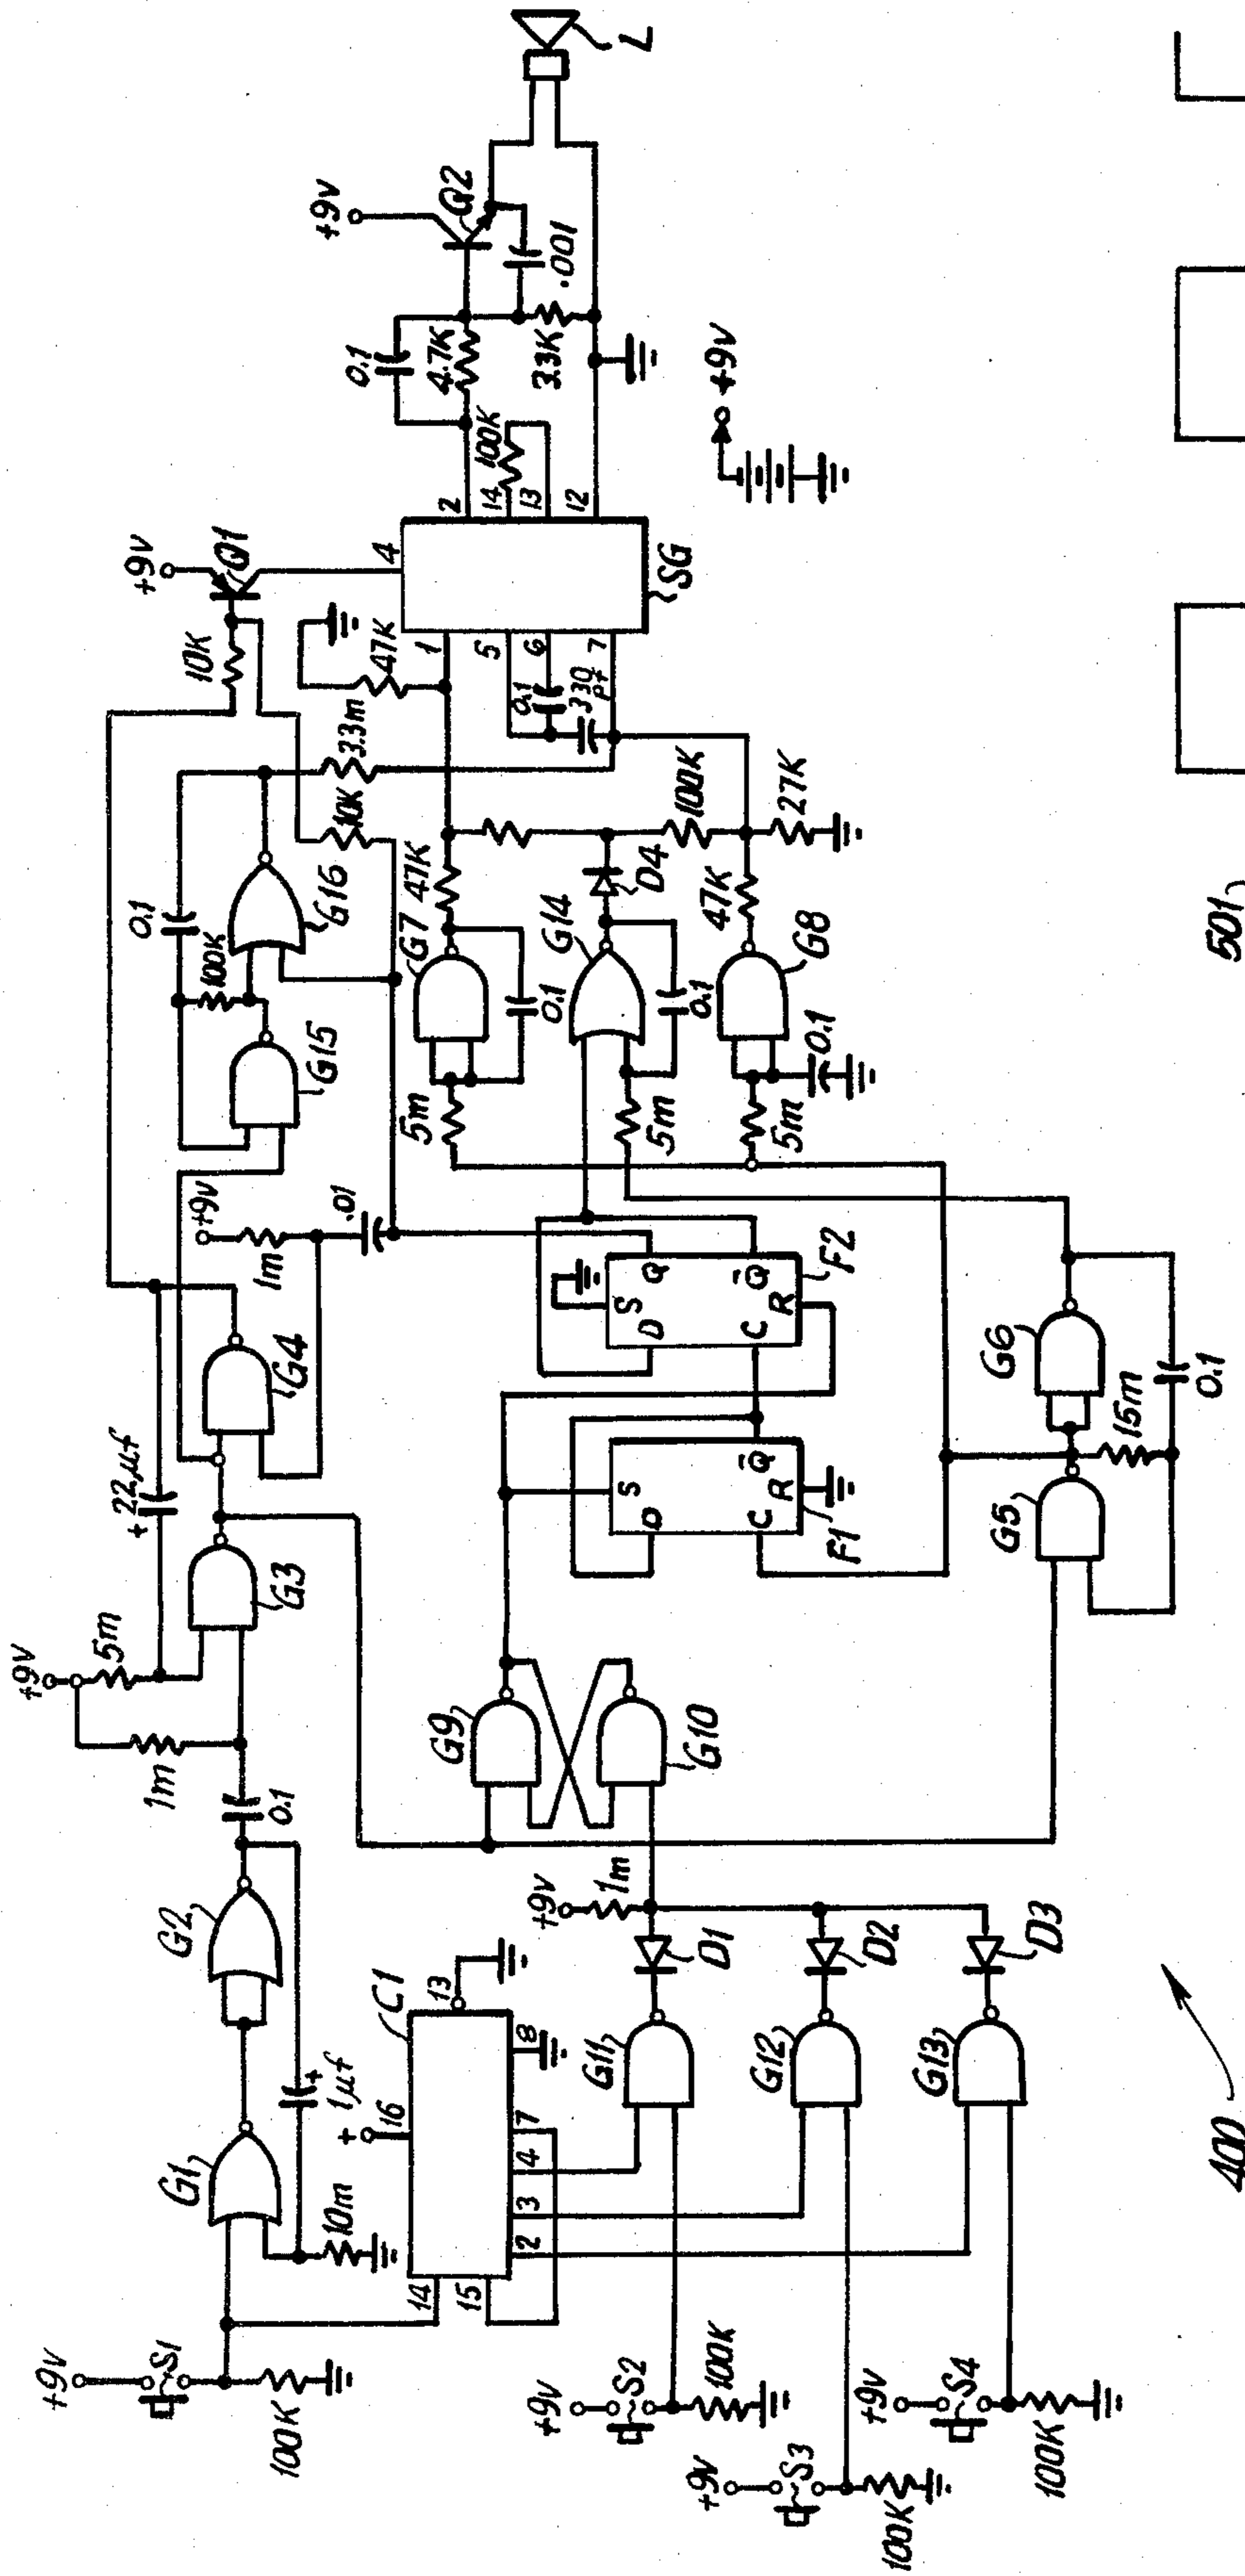 +9v
S1
100K
G1
10m
1µf
+
G2
0.1
1m
+9v
5m
G3
+ 22µf
G4
+9v
1m
.01
G15
100K
0.1
G16
10K
3.3m
10K
+9v
Q1
47K
4
1
5
6
7
0.1
330
Pf
SG
2
14
13
12
100K
0.1
4.7K
3.3K
.001
+9v
Q2
L
+9v
C1
+
16
13
14
15
2
3
4
7
8
+9v
S2
100K
+9v
S3
100K
+9v
S4
100K
G11
G12
G13
D1
D2
D3
+9v
1m
G9
G10
S
D
Q̅
C
R
F1
S
D
Q
Q̅
C
R
F2
5m
G7
47K
0.1
5m
G14
D4
0.1
100K
5m
G8
47K
0.1
27K
G5
G6
15m
0.1
400
501